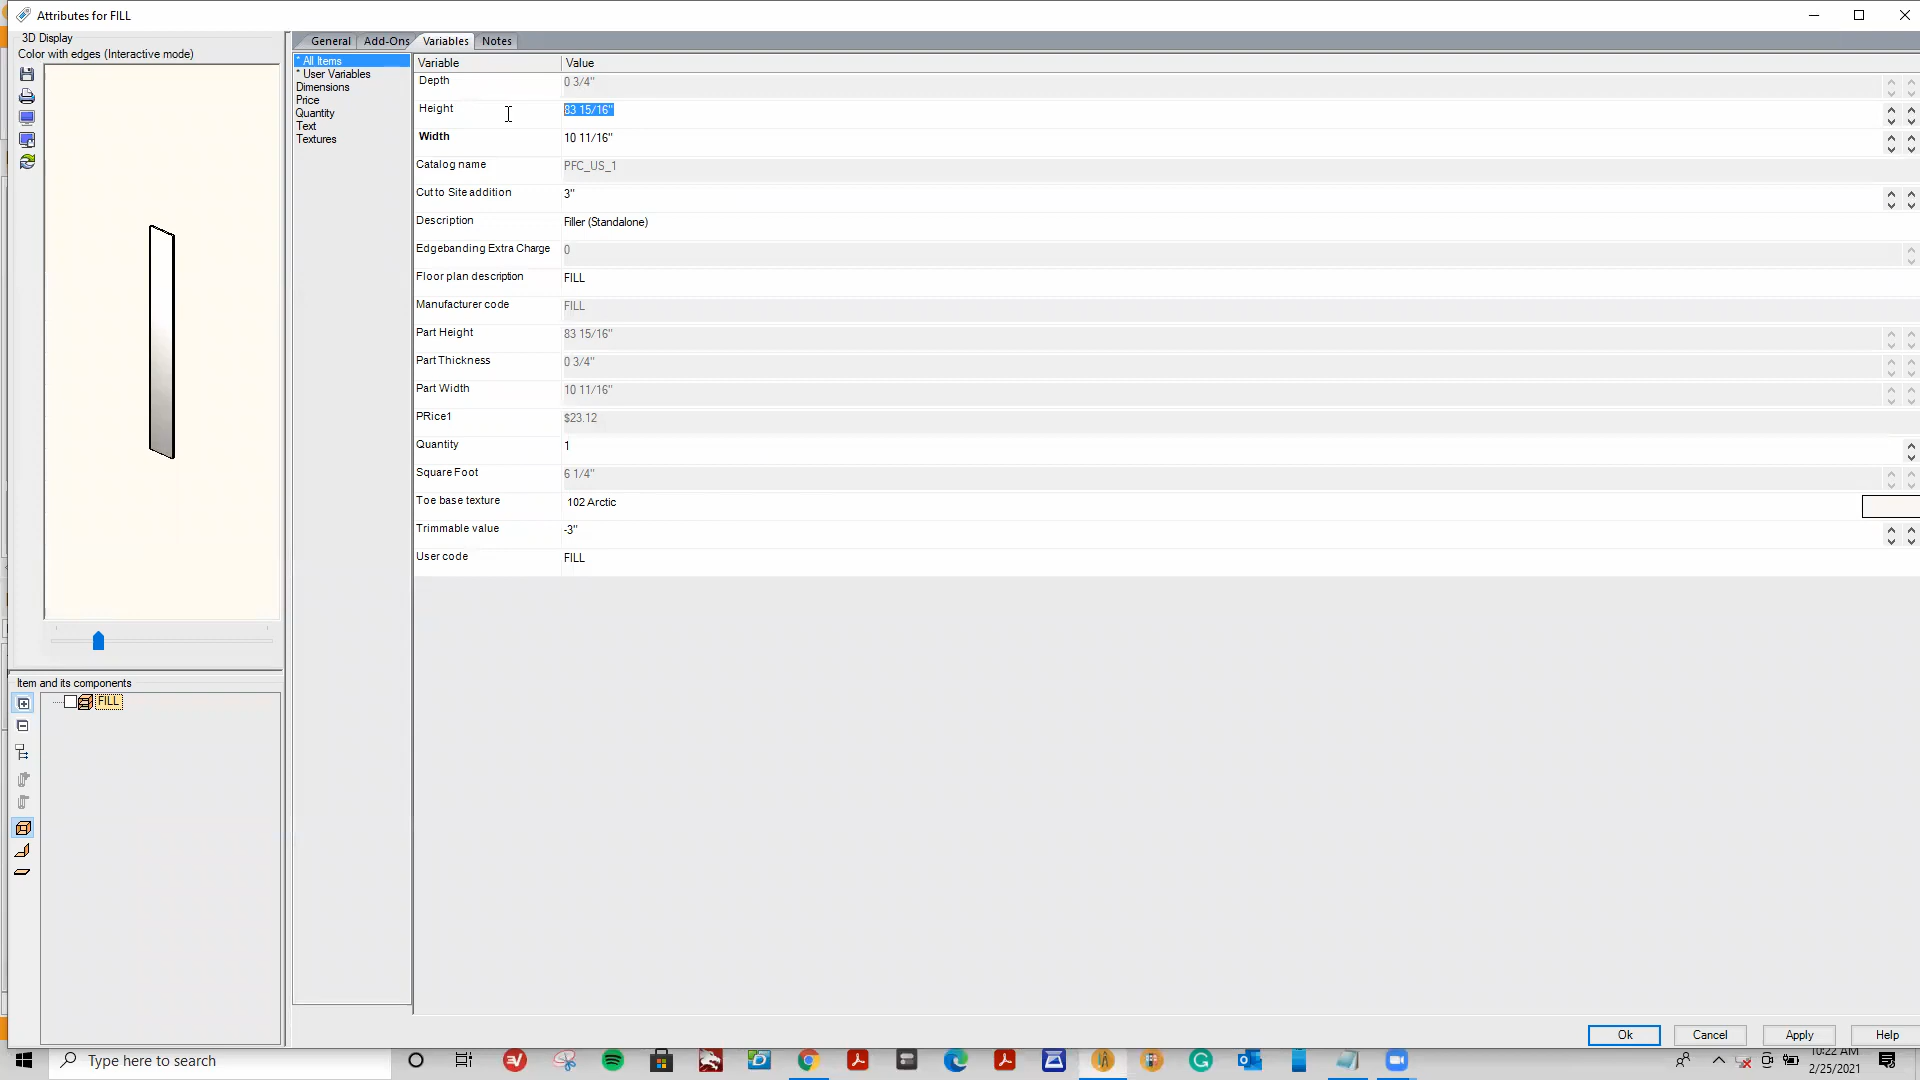 Attributes for FILL
3D Display
Color with edges (Interactive mode)
General Add-Ons Variables Notes
* All Items
* User Variables
Dimensions
Price
Quantity
Text
Textures
Variable Value
Depth 0 3/4"
Height 83 15/16"
Width 10 11/16"
Catalog name PFC_US_1
Cut to Site addition 3"
Description Filler (Standalone)
Edgebanding Extra Charge 0
Floor plan description FILL
Manufacturer code FILL
Part Height 83 15/16"
Part Thickness 0 3/4"
Part Width 10 11/16"
PRice1 $23.12
Quantity 1
Square Foot 6 1/4"
Toe base texture 102 Arctic
Trimmable value -3"
User code FILL
Item and its components
FILL
Ok Cancel Apply Help
Type here to search
10:22 AM
2/25/2021